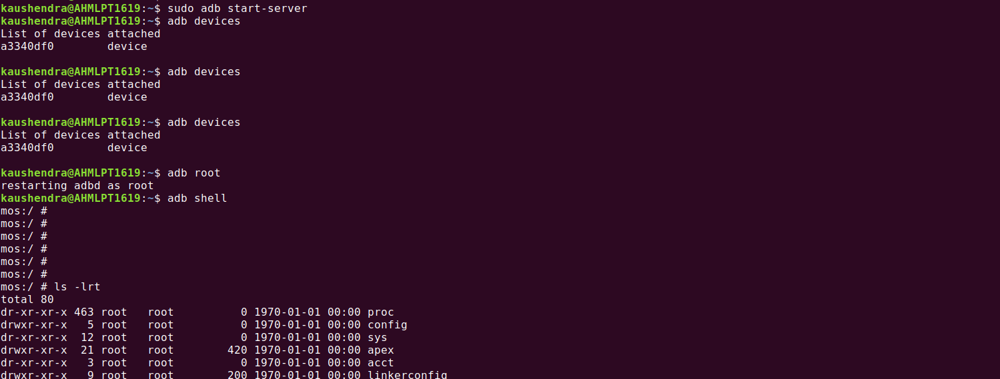 kaushendra@AHMLPT1619:~$ sudo adb start-server
kaushendra@AHMLPT1619:~$ adb devices
List of devices attached
a3340df0        device

kaushendra@AHMLPT1619:~$ adb devices
List of devices attached
a3340df0        device

kaushendra@AHMLPT1619:~$ adb devices
List of devices attached
a3340df0        device

kaushendra@AHMLPT1619:~$ adb root
restarting adbd as root
kaushendra@AHMLPT1619:~$ adb shell
mos:/ #
mos:/ #
mos:/ #
mos:/ #
mos:/ #
mos:/ #
mos:/ # ls -lrt
total 80
dr-xr-xr-x 463 root   root          0 1970-01-01 00:00 proc
drwxr-xr-x   5 root   root          0 1970-01-01 00:00 config
dr-xr-xr-x  12 root   root          0 1970-01-01 00:00 sys
drwxr-xr-x  21 root   root        420 1970-01-01 00:00 apex
dr-xr-xr-x   3 root   root          0 1970-01-01 00:00 acct
drwxr-xr-x   9 root   root        200 1970-01-01 00:00 linkerconfig